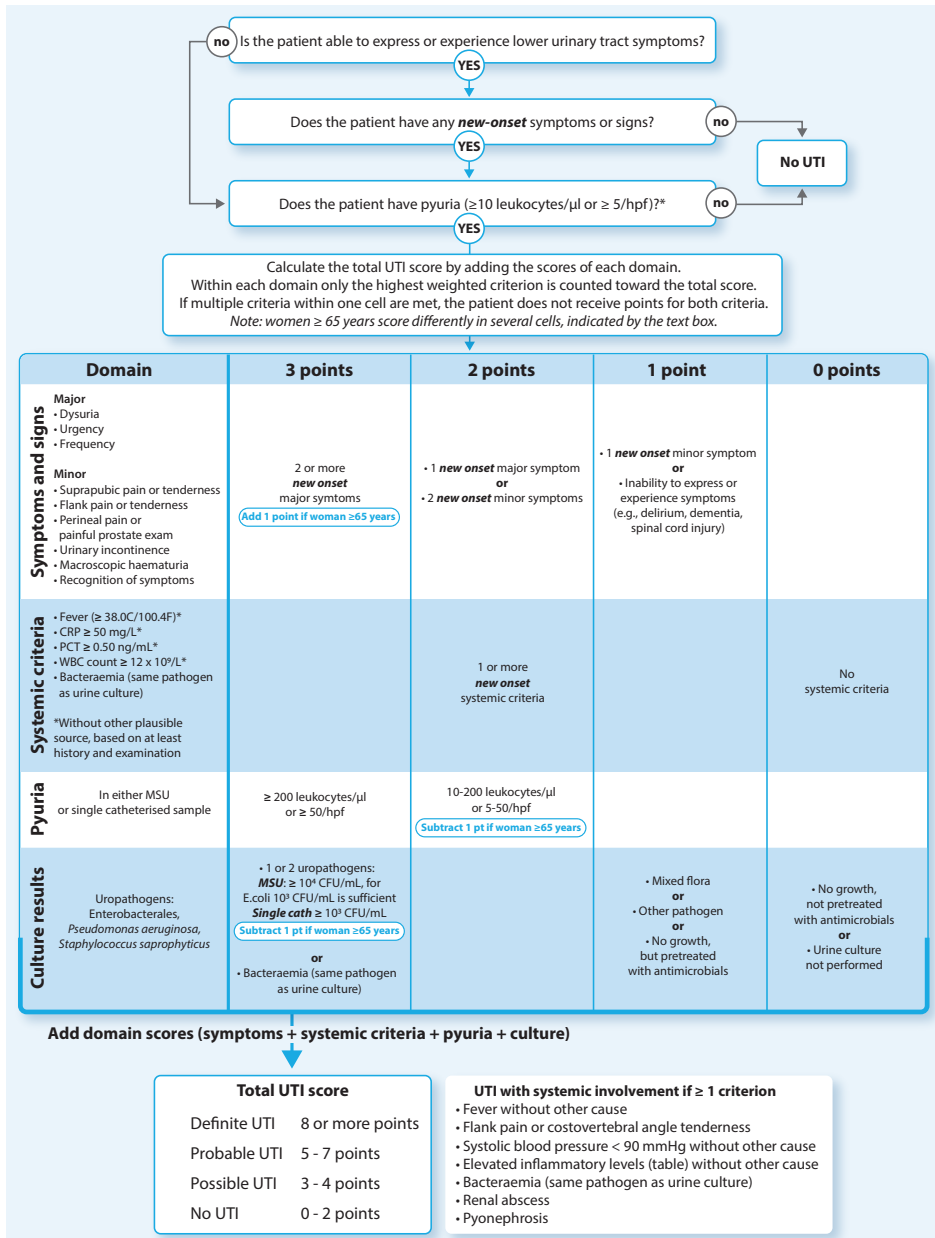 no
Is the patient able to express or experience lower urinary tract symptoms?
YES
Does the patient have any new-onset symptoms or signs?
no
YES
No UTI
Does the patient have pyuria (≥10 leukocytes/µl or ≥ 5/hpf)?*
no
YES
Calculate the total UTI score by adding the scores of each domain.
Within each domain only the highest weighted criterion is counted toward the total score.
If multiple criteria within one cell are met, the patient does not receive points for both criteria.
Note: women ≥ 65 years score differently in several cells, indicated by the text box.
Domain
3 points
2 points
1 point
0 points
Symptoms and signs
Major
• Dysuria
• Urgency
• Frequency
Minor
• Suprapubic pain or tenderness
• Flank pain or tenderness
• Perineal pain or
painful prostate exam
• Urinary incontinence
• Macroscopic haematuria
• Recognition of symptoms
2 or more
new onset
major symtoms
Add 1 point if woman ≥65 years
• 1 new onset major symptom
or
• 2 new onset minor symptoms
• 1 new onset minor symptom
or
• Inability to express or
experience symptoms
(e.g., delirium, dementia,
spinal cord injury)
Systemic criteria
• Fever (≥ 38.0C/100.4F)*
• CRP ≥ 50 mg/L*
• PCT ≥ 0.50 ng/mL*
• WBC count ≥ 12 x 10⁹/L*
• Bacteraemia (same pathogen
as urine culture)
*Without other plausible
source, based on at least
history and examination
1 or more
new onset
systemic criteria
No
systemic criteria
Pyuria
In either MSU
or single catheterised sample
≥ 200 leukocytes/µl
or ≥ 50/hpf
10-200 leukocytes/µl
or 5-50/hpf
Subtract 1 pt if woman ≥65 years
Culture results
Uropathogens:
Enterobacterales,
Pseudomonas aeruginosa,
Staphylococcus saprophyticus
• 1 or 2 uropathogens:
MSU: ≥ 10⁴ CFU/mL, for
E.coli 10³ CFU/mL is sufficient
Single cath ≥ 10³ CFU/mL
Subtract 1 pt if woman ≥65 years
or
• Bacteraemia (same pathogen
as urine culture)
• Mixed flora
or
• Other pathogen
or
• No growth,
but pretreated
with antimicrobials
• No growth,
not pretreated
with antimicrobials
or
• Urine culture
not performed
Add domain scores (symptoms + systemic criteria + pyuria + culture)
Total UTI score
Definite UTI 8 or more points
Probable UTI 5 - 7 points
Possible UTI 3 - 4 points
No UTI 0 - 2 points
UTI with systemic involvement if ≥ 1 criterion
• Fever without other cause
• Flank pain or costovertebral angle tenderness
• Systolic blood pressure < 90 mmHg without other cause
• Elevated inflammatory levels (table) without other cause
• Bacteraemia (same pathogen as urine culture)
• Renal abscess
• Pyonephrosis